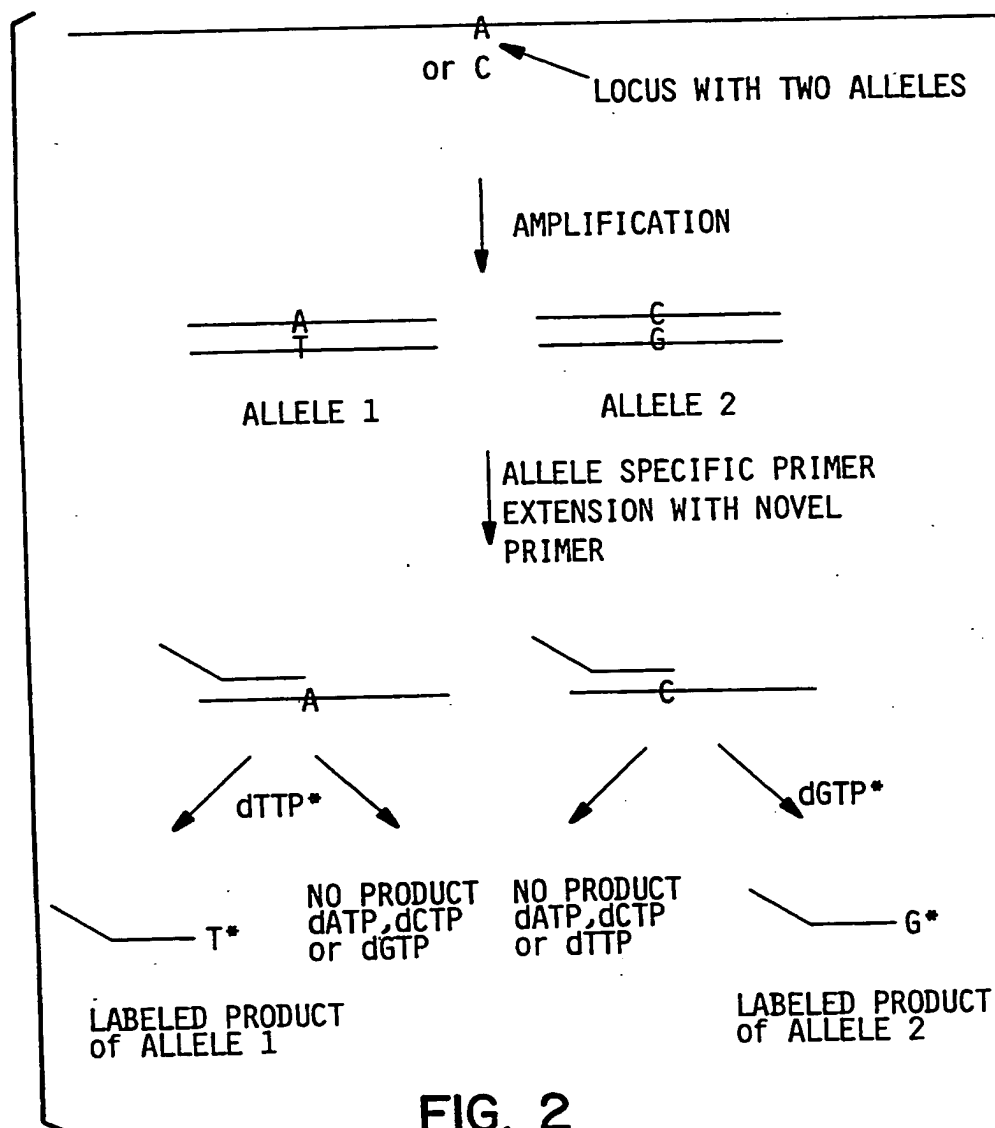 A
or C
LOCUS WITH TWO ALLELES
AMPLIFICATION
A
T
C
G
ALLELE 1
ALLELE 2
ALLELE SPECIFIC PRIMER
EXTENSION WITH NOVEL
PRIMER
A
C
dTTP*
dGTP*
T*
NO PRODUCT
dATP,dCTP
or dGTP
NO PRODUCT
dATP,dCTP
or dTTP
G*
LABELED PRODUCT
of ALLELE 1
LABELED PRODUCT
of ALLELE 2
FIG. 2